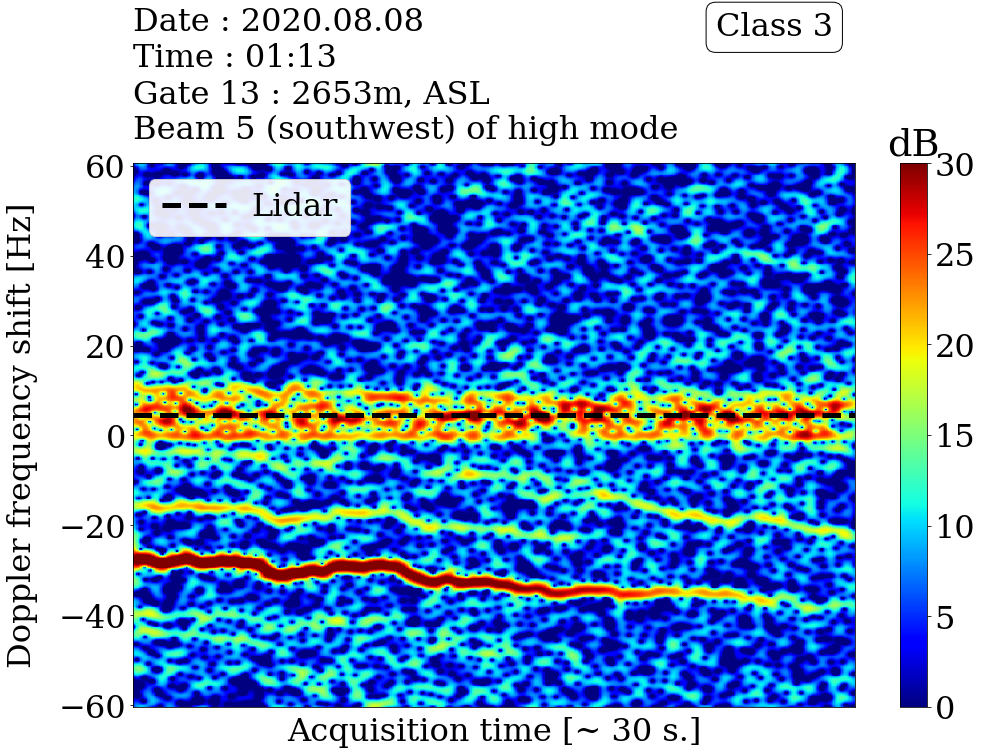 Date : 2020.08.08
Time : 01:13
Gate 13 : 2653m, ASL
Beam 5 (southwest) of high mode
Class 3
dB
Lidar
Doppler frequency shift [Hz]
60
40
20
0
−20
−40
−60
30
25
20
15
10
5
0
Acquisition time [~ 30 s.]